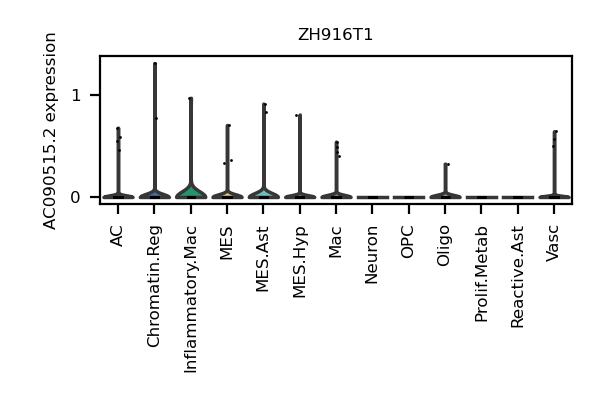 ZH916T1
AC090515.2 expression
1
0
AC
Chromatin.Reg
Inflammatory.Mac
MES
MES.Ast
MES.Hyp
Mac
Neuron
OPC
Oligo
Prolif.Metab
Reactive.Ast
Vasc